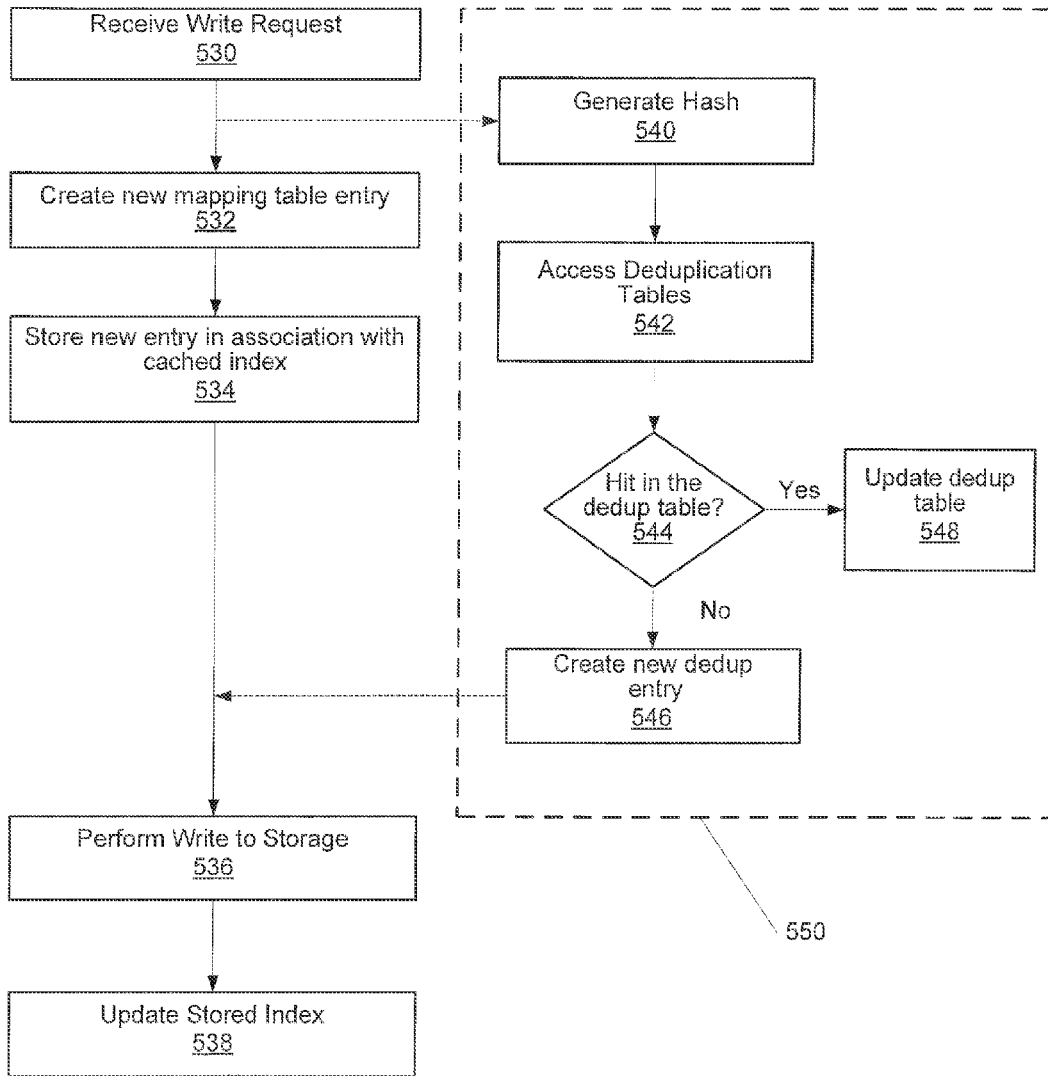 Receive Write Request
530
Generate Hash
540
Create new mapping table entry
532
Access Deduplication
Tables
542
Store new entry in association with
cached index
534
Hit in the
dedup table?
544
Yes
Update dedup
table
548
No
Create new dedup
entry
546
Perform Write to Storage
536
550
Update Stored Index
538